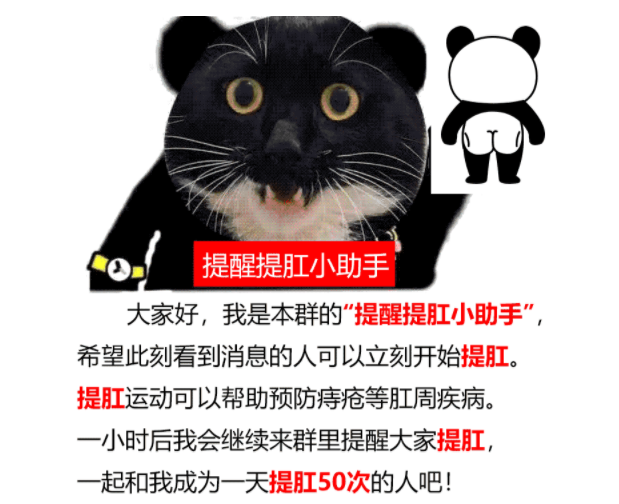 提醒提肛小助手
大家好，我是本群的“提醒提肛小助手”，
希望此刻看到消息的人可以立刻开始提肛。
提肛运动可以帮助预防痔疮等肛周疾病。
一小时后我会继续来群里提醒大家提肛，
一起和我成为一天提肛50次的人吧！